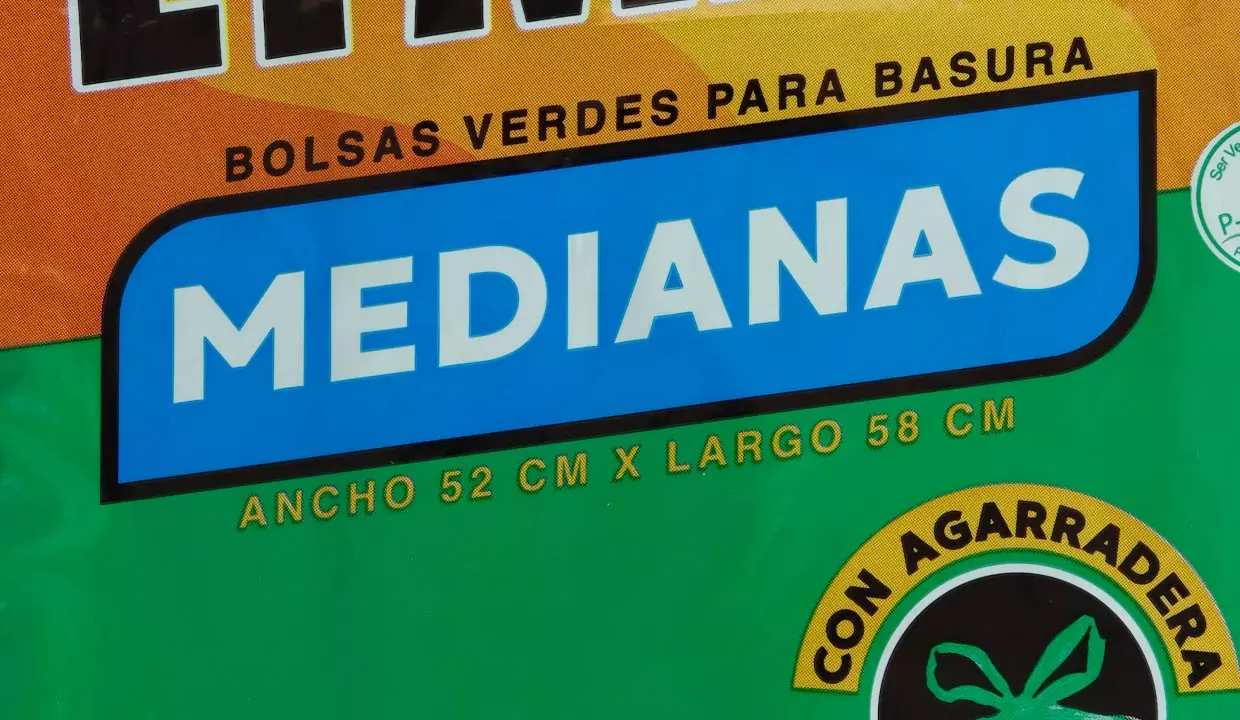 BOLSAS VERDES PARA BASURA
MEDIANAS
ANCHO 52 CM X LARGO 58 CM
CON AGARRADERA